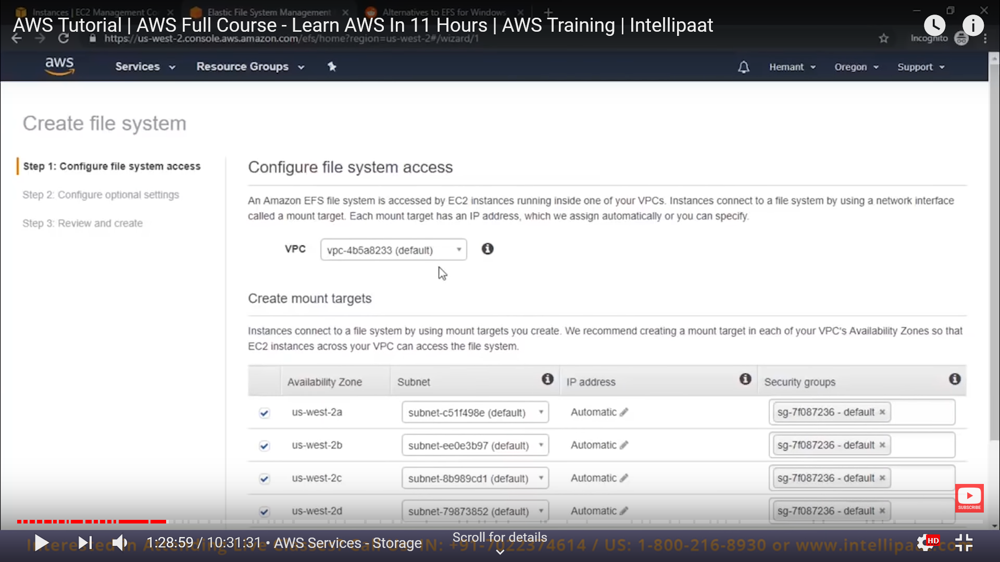 Instances | EC2 Management Co
Elastic File System Management
Alternatives to EFS for Windows
AWS Tutorial | AWS Full Course - Learn AWS In 11 Hours | AWS Training | Intellipaat
https://us-west-2.console.aws.amazon.com/efs/home?region=us-west-2#/wizard/1
Incognito
aws
Services
Resource Groups
Hemant
Oregon
Support
Create file system
Step 1: Configure file system access
Step 2: Configure optional settings
Step 3: Review and create
Configure file system access
An Amazon EFS file system is accessed by EC2 instances running inside one of your VPCs. Instances connect to a file system by using a network interface
called a mount target. Each mount target has an IP address, which we assign automatically or you can specify.
VPC vpc-4b5a8233 (default)
Create mount targets
Instances connect to a file system by using mount targets you create. We recommend creating a mount target in each of your VPC's Availability Zones so that
EC2 instances across your VPC can access the file system.
Availability Zone Subnet IP address Security groups
us-west-2a subnet-c51f498e (default) Automatic sg-7f087236 - default ×
us-west-2b subnet-ee0e3b97 (default) Automatic sg-7f087236 - default ×
us-west-2c subnet-8b989cd1 (default) Automatic sg-7f087236 - default ×
us-west-2d subnet-79873852 (default) Automatic sg-7f087236 - default ×
SUBSCRIBE
1:28:59 / 10:31:31 • AWS Services - Storage
Scroll for details
HD
IN: +91-7022374614 / US: 1-800-216-8930 or www.intellipaat.com